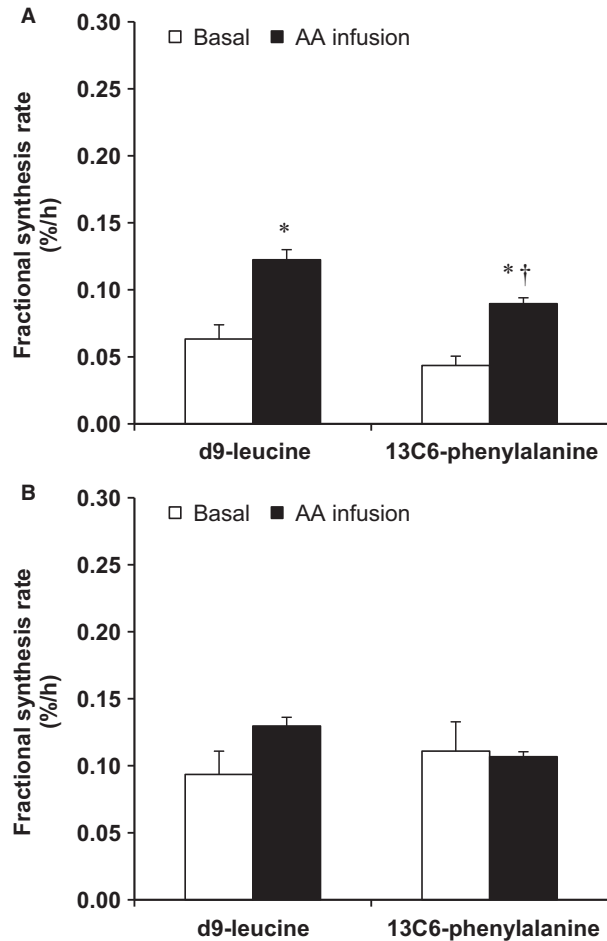 A
0.30
□ Basal ■ AA infusion
0.25
0.20
0.15
*
* †
0.10
0.05
0.00
d9-leucine 13C6-phenylalanine
Fractional synthesis rate
(%/h)
B
0.30
□ Basal ■ AA infusion
0.25
0.20
0.15
0.10
0.05
0.00
d9-leucine 13C6-phenylalanine
Fractional synthesis rate
(%/h)